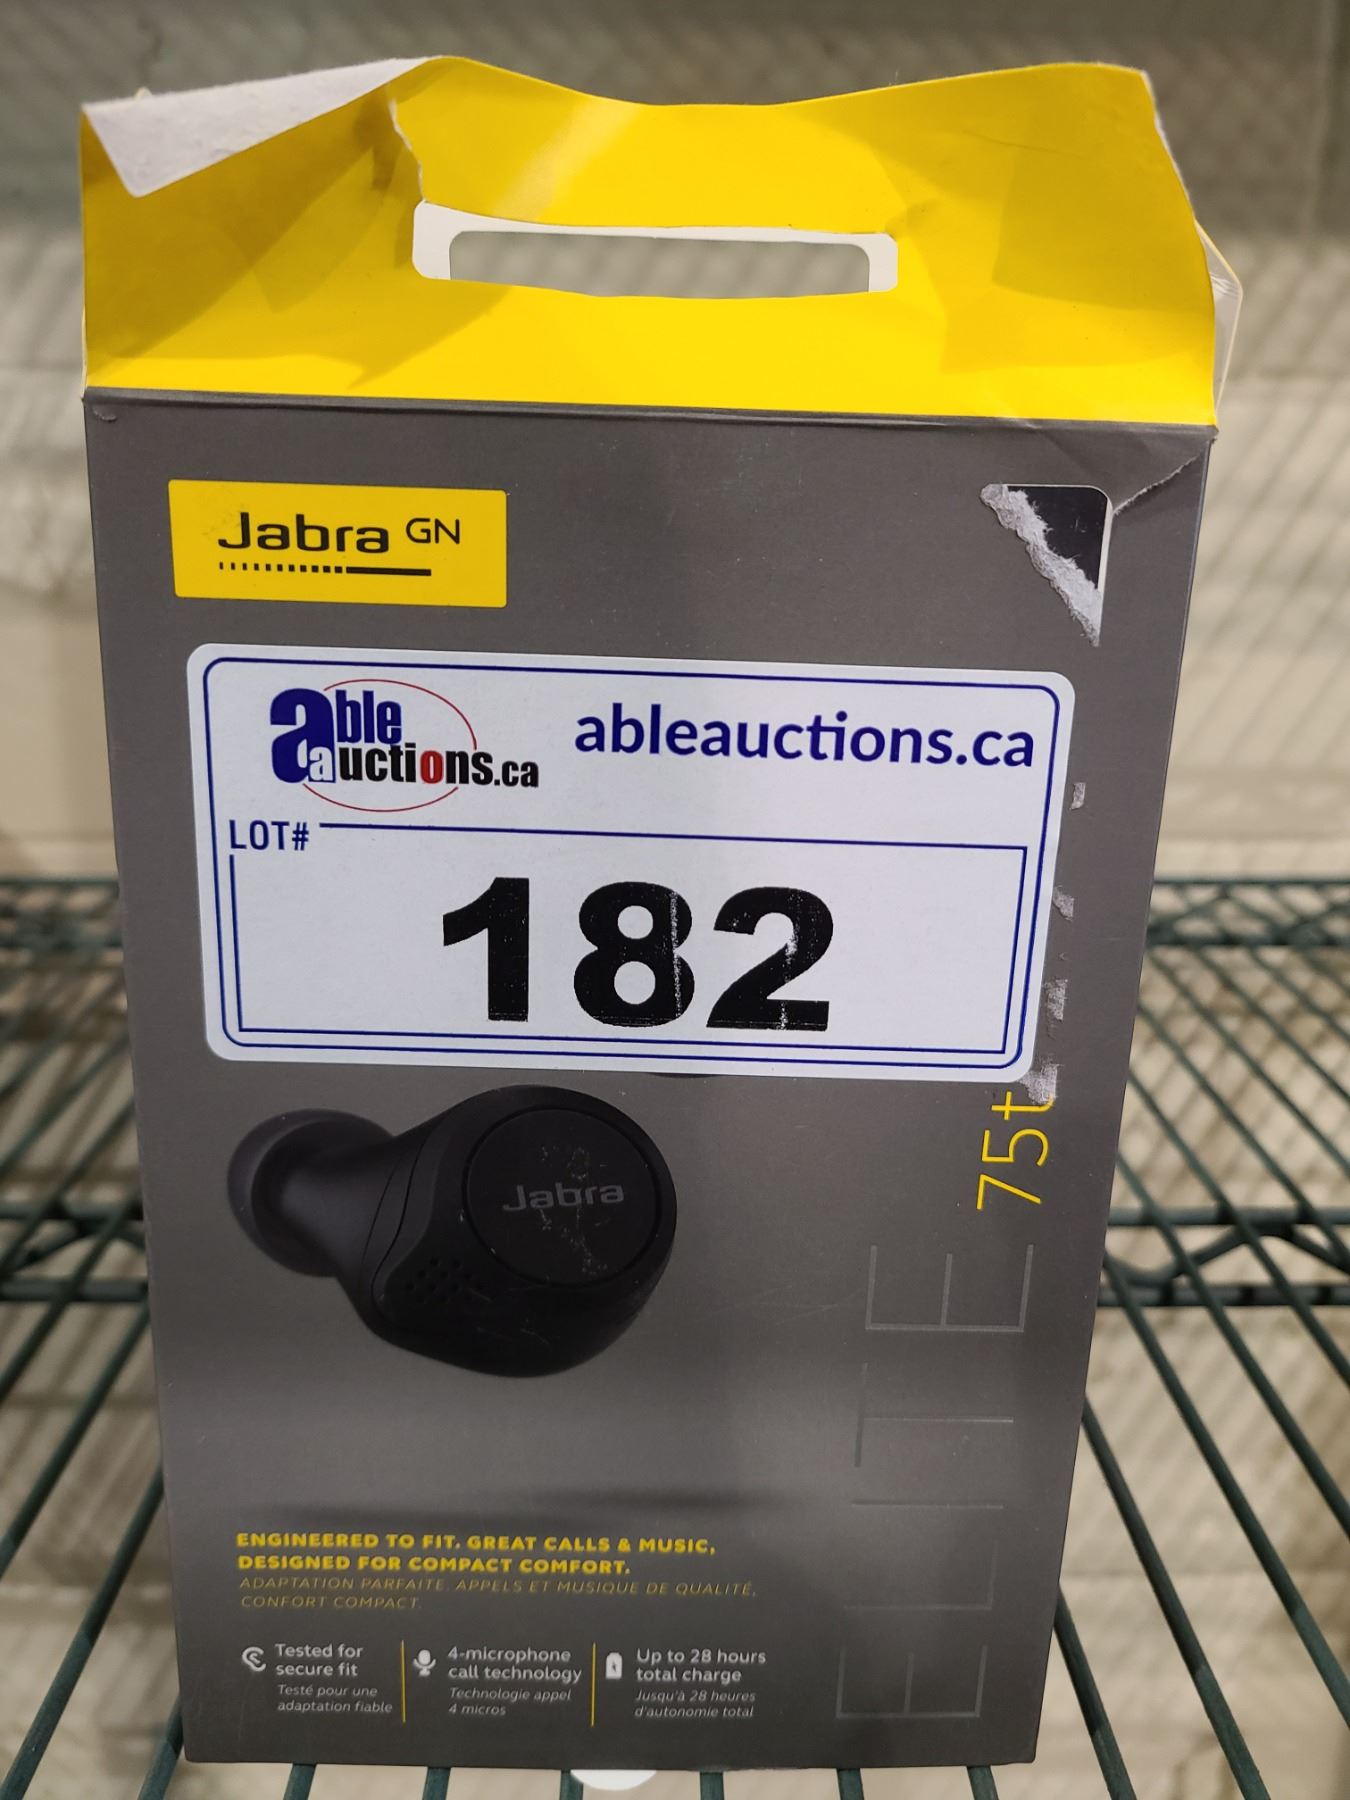 Jabra GN
able auctions.ca
ableauctions.ca
LOT#
182
Jabra
ELITE 75t
ENGINEERED TO FIT. GREAT CALLS & MUSIC,
DESIGNED FOR COMPACT COMFORT.
ADAPTATION PARFAITE. APPELS ET MUSIQUE DE QUALITÉ,
CONFORT COMPACT.
Tested for
secure fit
Testé pour une
adaptation fiable
4-microphone
call technology
Technologie appel
4 micros
Up to 28 hours
total charge
Jusqu'à 28 heures
d'autonomie total